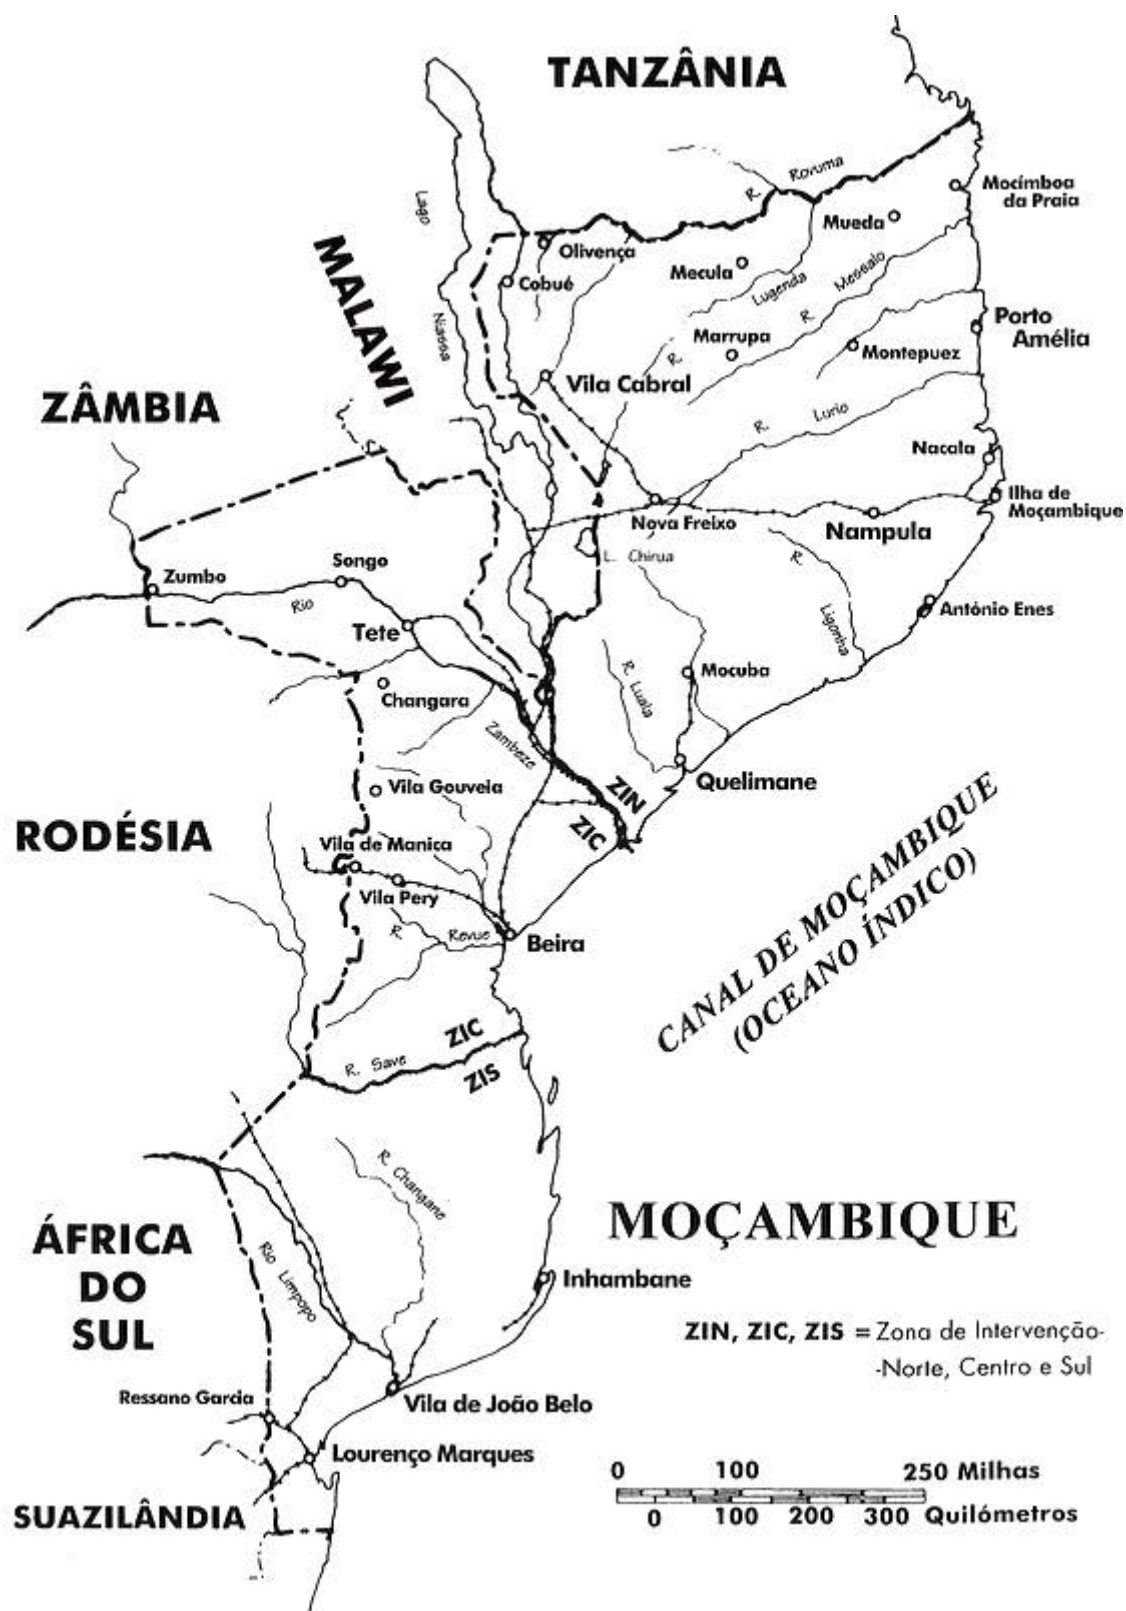 TANZÂNIA
R. Rovuma
Mocímboa
da Praia
Lago
Mueda
MALAWI
Olivença
Mecula
Cobué
Lugenda
R. Messalo
Niassa
Porto
Amélia
Marrupa
R.
Montepuez
Vila Cabral
ZÂMBIA
R. Lurio
Nacala
Ilha de
Moçambique
Nova Freixo
Nampula
L. Chirua
R. Ligonha
Songo
Zumbo
Rio
António Enes
Tete
R. Luala
Mocuba
Changara
Zambeze
Quelimane
Vila Gouveia
ZIN
ZIC
RODÉSIA
Vila de Manica
Vila Pery
R. Revue
Beira
CANAL DE MOÇAMBIQUE
(OCEANO ÍNDICO)
ZIC
R. Save
ZIS
R. Changane
MOÇAMBIQUE
ÁFRICA
DO
SUL
Rio Limpopo
Inhambane
ZIN, ZIC, ZIS = Zona de Intervenção-
-Norte, Centro e Sul
Ressano Garcia
Vila de João Belo
Lourenço Marques
0 100 250 Milhas
SUAZILÂNDIA
0 100 200 300 Quilómetros